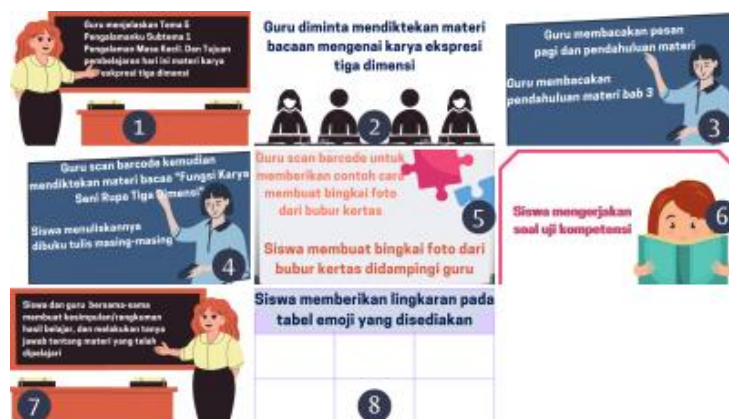 Guru menjelaskan Tema 5
Pengalamanku Subtema 1
Pengalaman Masa Kecil. Dan Tujuan
pembelajaran hari ini materi karya
ekspresi tiga dimensi
1
Guru diminta mendiktekan materi
bacaan mengenai karya ekspresi
tiga dimensi
2
Guru membacakan pesan
pagi dan pendahuluan materi
Guru membacakan
pendahuluan materi bab 3
3
Guru scan barcode kemudian
mendiktekan materi bacaa "Fungsi Karya
Seni Rupa Tiga Dimensi"
Siswa menuliskannya
dibuku tulis masing-masing
4
Guru scan barcode untuk
memberikan contoh cara
membuat bingkai foto
dari bubur kertas
Siswa membuat bingkai foto dari
bubur kertas didampingi guru
5
Siswa mengerjakan
soal uji kompetensi
6
Siswa dan guru bersama-sama
membuat kesimpulan/rangkuman
hasil belajar, dan melakukan tanya
jawab tentang materi yang telah
dipelajari
7
Siswa memberikan lingkaran pada
tabel emoji yang disediakan
8